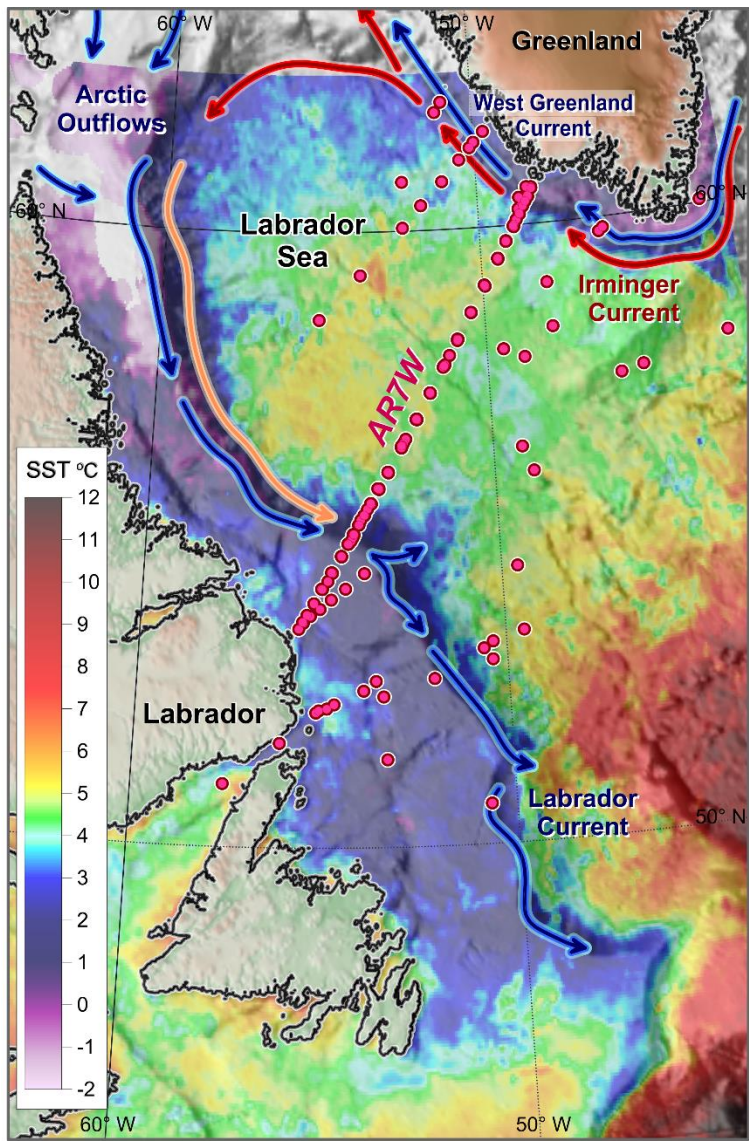 60° W
50° W
Greenland
Arctic
Outflows
West Greenland
Current
60° N
60° N
Labrador
Sea
Irminger
Current
AR7W
SST ºC
12
11
10
9
8
7
6
5
4
3
2
1
0
-1
-2
Labrador
Labrador
Current
50° N
60° W
50° W